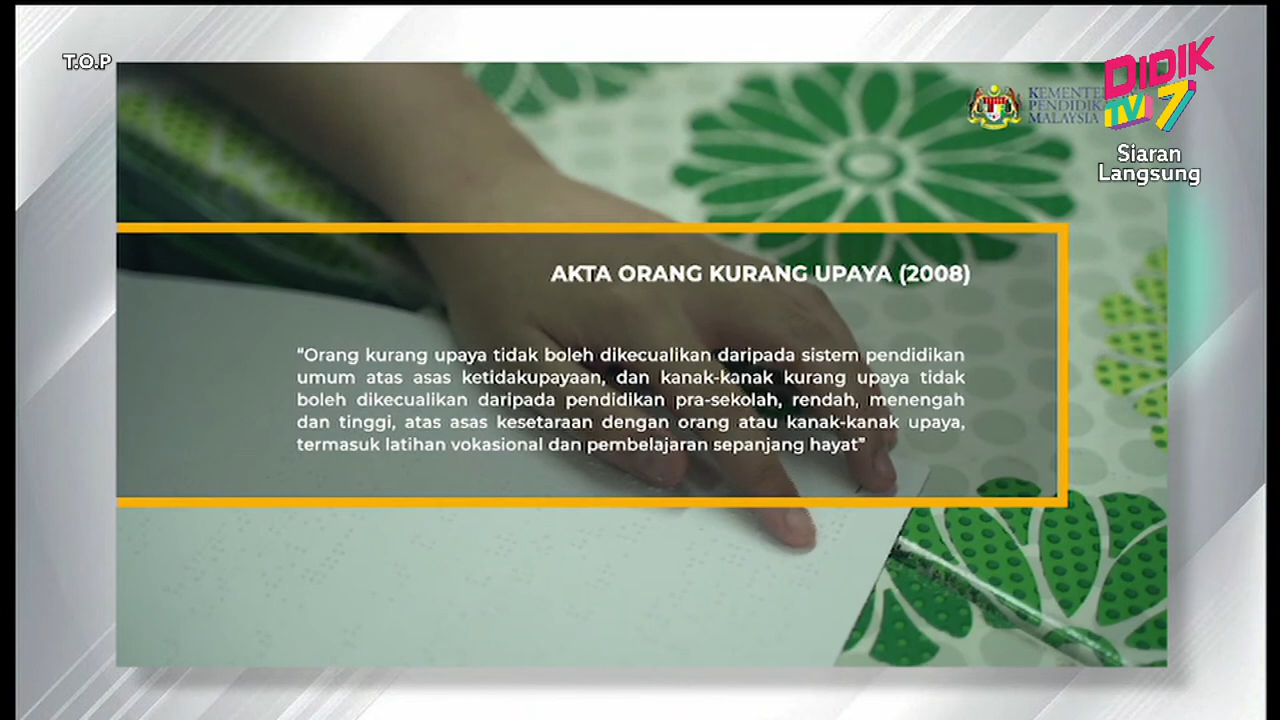 T.O.P
DIDIK
TV 7
Siaran
Langsung
PENDIDIK
MALAYSIA
AKTA ORANG KURANG UPAYA (2008)
“Orang kurang upaya tidak boleh dikecualikan daripada sistem pendidikan
umum atas asas ketidakupayaan, dan kanak-kanak kurang upaya tidak
boleh dikecualikan daripada pendidikan pra-sekolah, rendah, menengah
dan tinggi, atas asas kesetaraan dengan orang atau kanak-kanak upaya,
termasuk latihan vokasional dan pembelajaran sepanjang hayat”